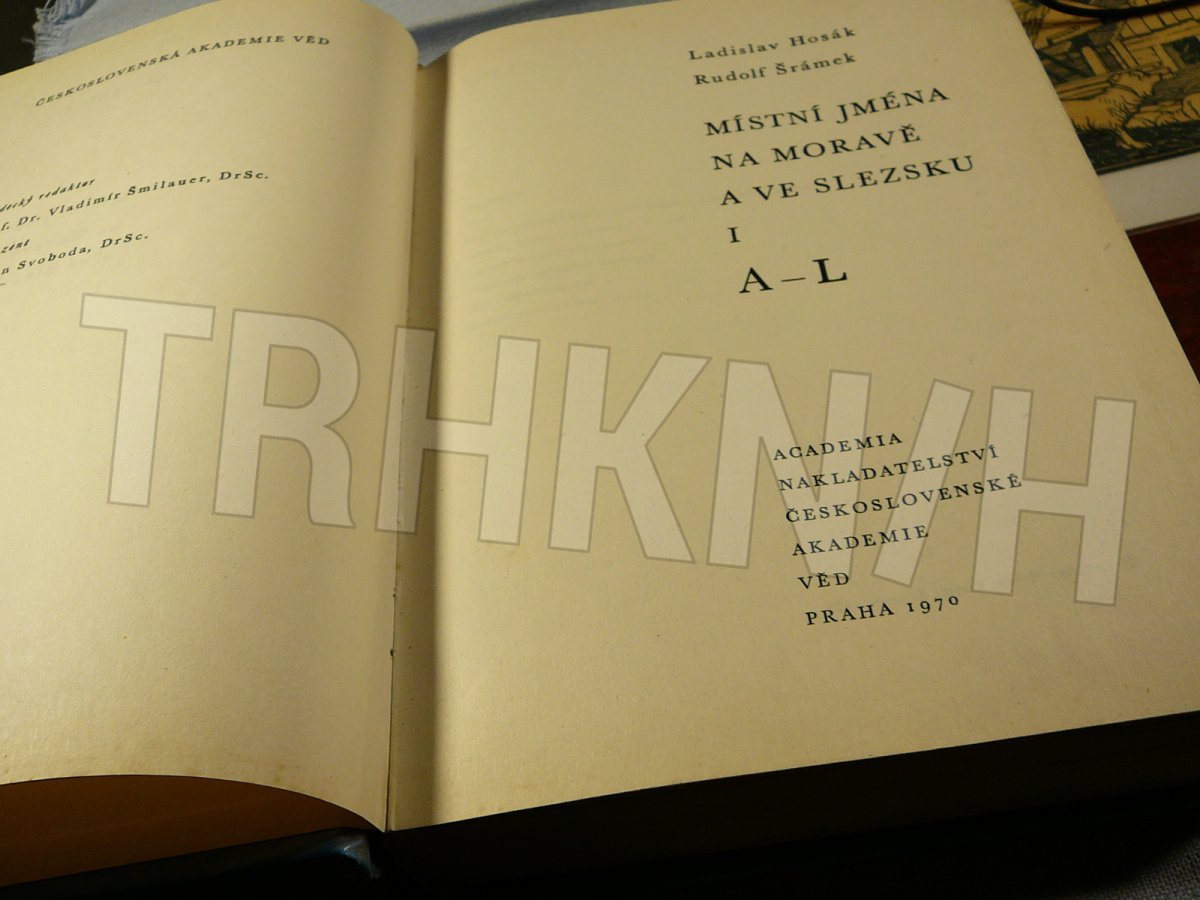 ČESKOSLOVENSKÁ AKADEMIE VĚD
redaktor
Dr. Vladimír Šmilauer, DrSc.
Svoboda, DrSc.
Ladislav Hosák
Rudolf Šrámek
MÍSTNÍ JMÉNA
NA MORAVĚ
A VE SLEZSKU
I
A–L
ACADEMIA
NAKLADATELSTVÍ
ČESKOSLOVENSKÉ
AKADEMIE
VĚD
PRAHA 1970
TRHKNIH